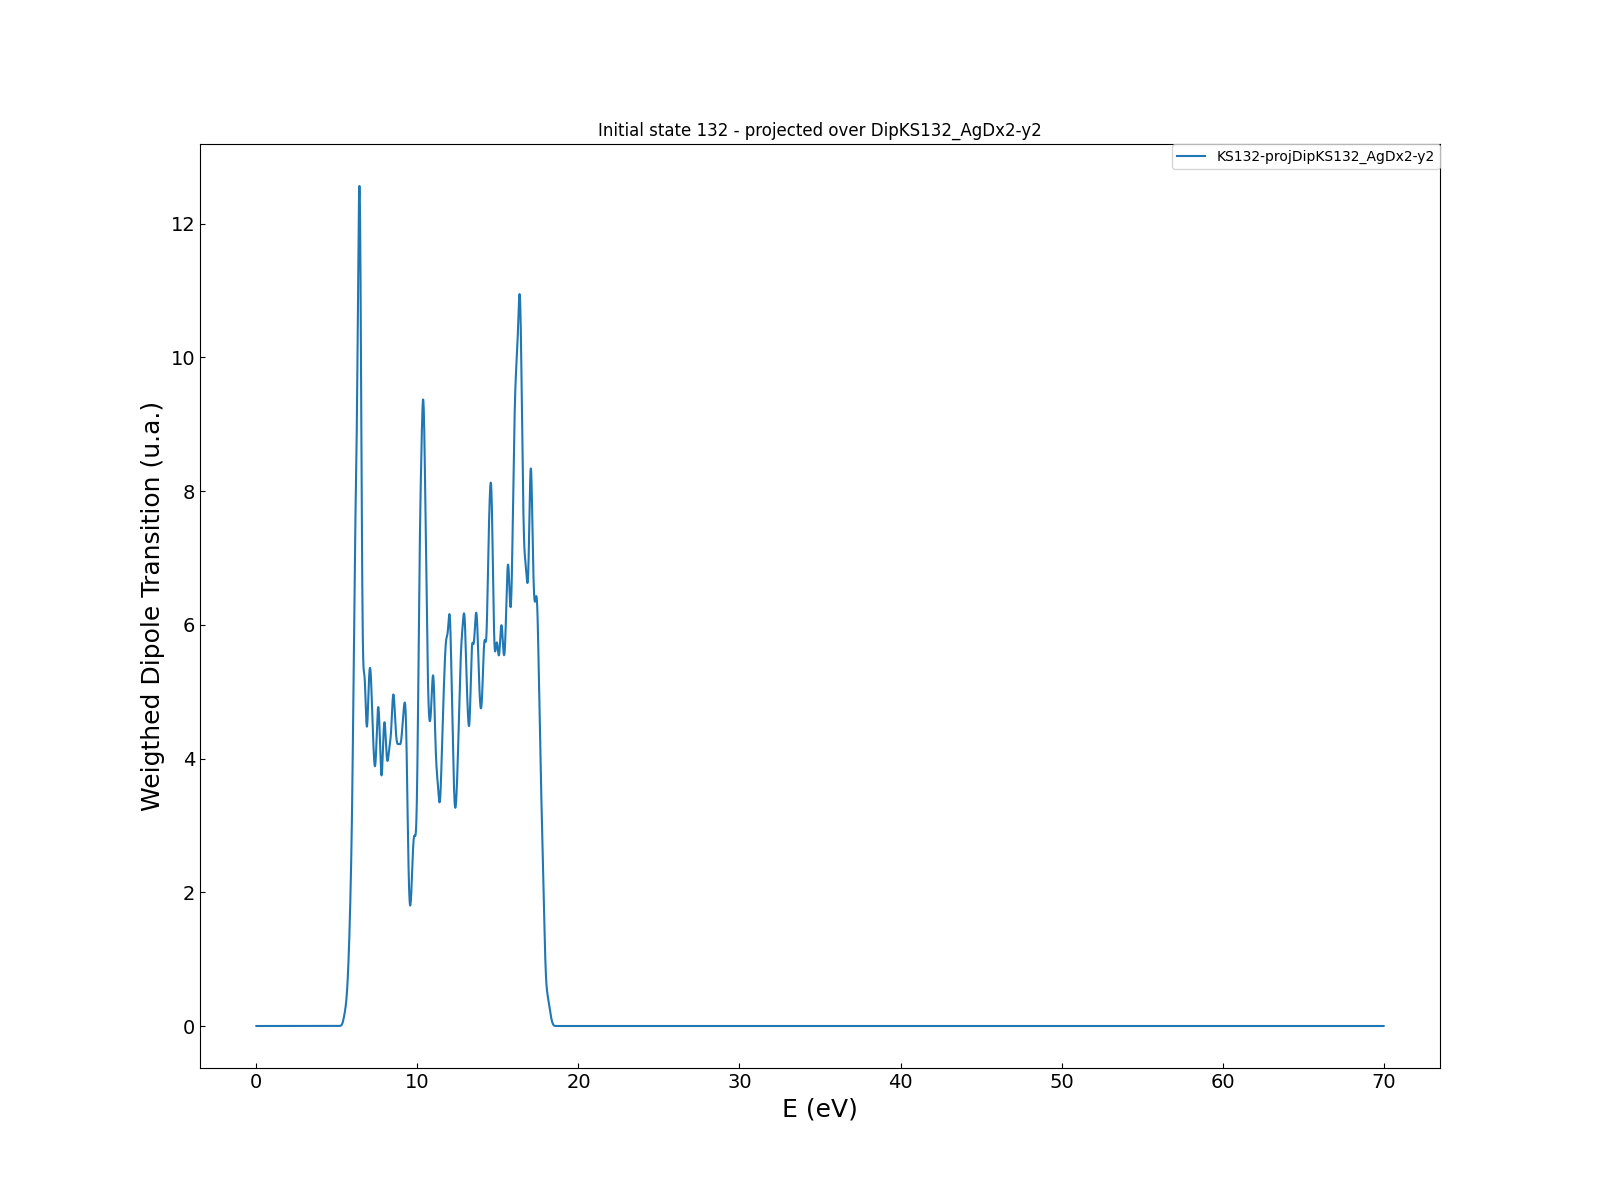 Initial state 132 - projected over DipKS132_AgDx2-y2
KS132-projDipKS132_AgDx2-y2
12
10
8
6
4
2
0
Weigthed Dipole Transition (u.a.)
0 10 20 30 40 50 60 70
E (eV)